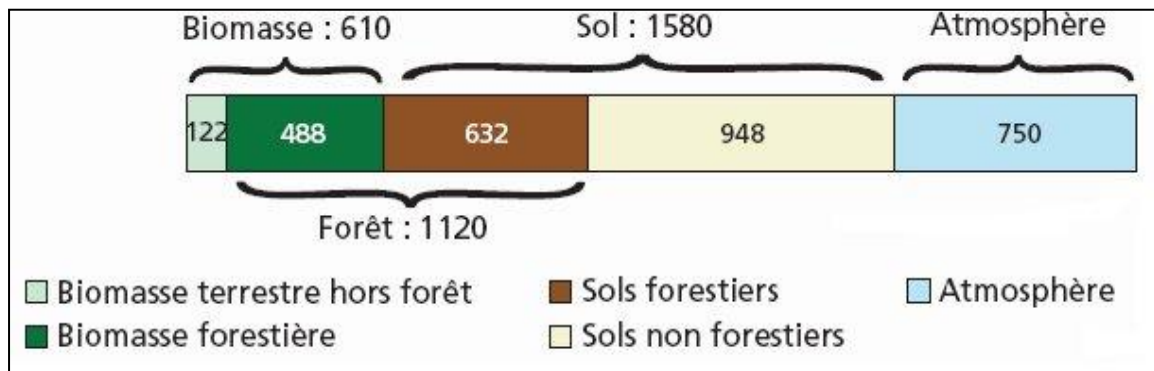 Biomasse : 610 Sol : 1580 Atmosphère
122 488 632 948 750
Forêt : 1120
Biomasse terrestre hors forêt Sols forestiers Atmosphère
Biomasse forestière Sols non forestiers